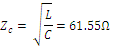 Z_c = √(L/C) = 61.55Ω